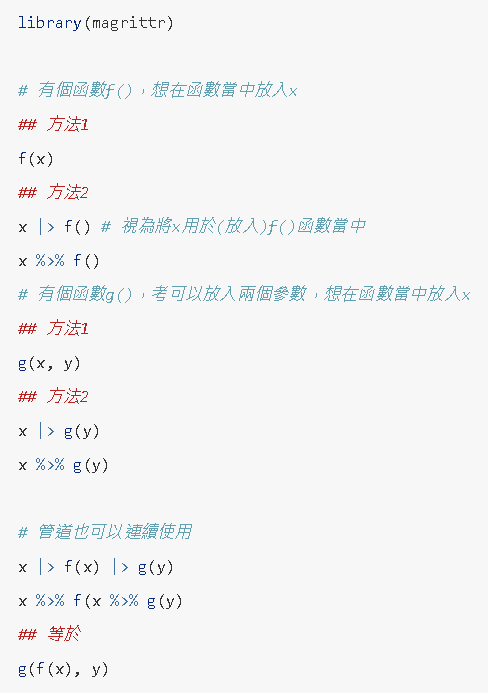 library(magrittr)
# 有個函數f()，想在函數當中放入x
## 方法1
f(x)
## 方法2
x |> f() # 視為將x用於(放入)f()函數當中
x %>% f()
# 有個函數g()，考可以放入兩個參數，想在函數當中放入x
## 方法1
g(x, y)
## 方法2
x |> g(y)
x %>% g(y)
# 管道也可以連續使用
x |> f(x) |> g(y)
x %>% f(x %>% g(y)
## 等於
g(f(x), y)